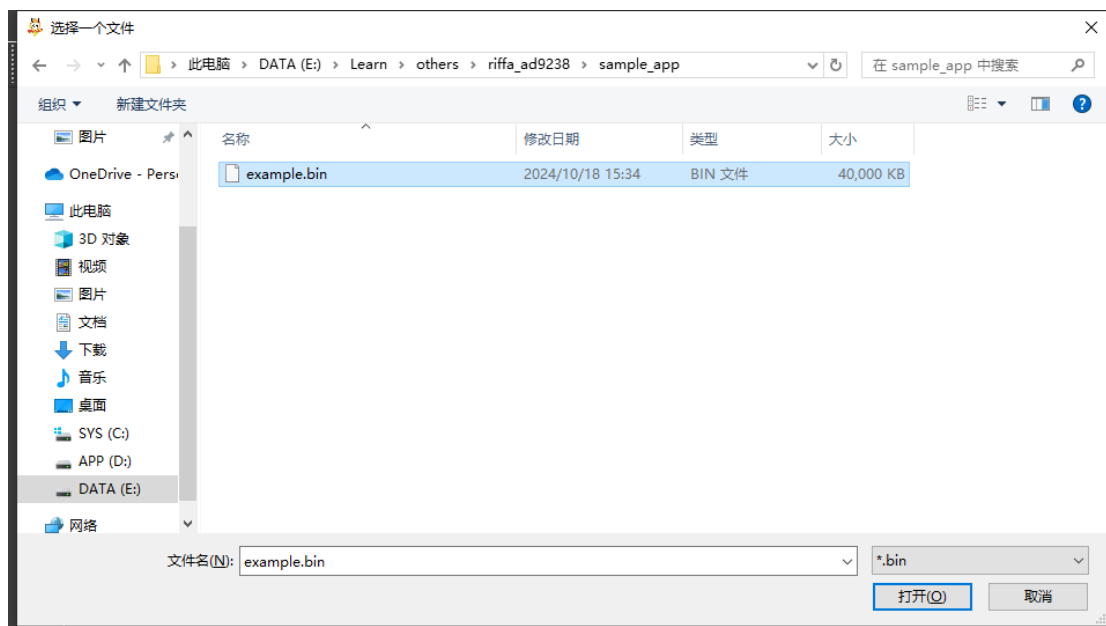 选择一个文件
此电脑 › DATA (E:) › Learn › others › riffa_ad9238 › sample_app
在 sample_app 中搜索
组织 新建文件夹
名称 修改日期 类型 大小
example.bin 2024/10/18 15:34 BIN 文件 40,000 KB
图片
OneDrive - Pers
此电脑
3D 对象
视频
图片
文档
下载
音乐
桌面
SYS (C:)
APP (D:)
DATA (E:)
网络
文件名(N): example.bin *.bin
打开(O) 取消